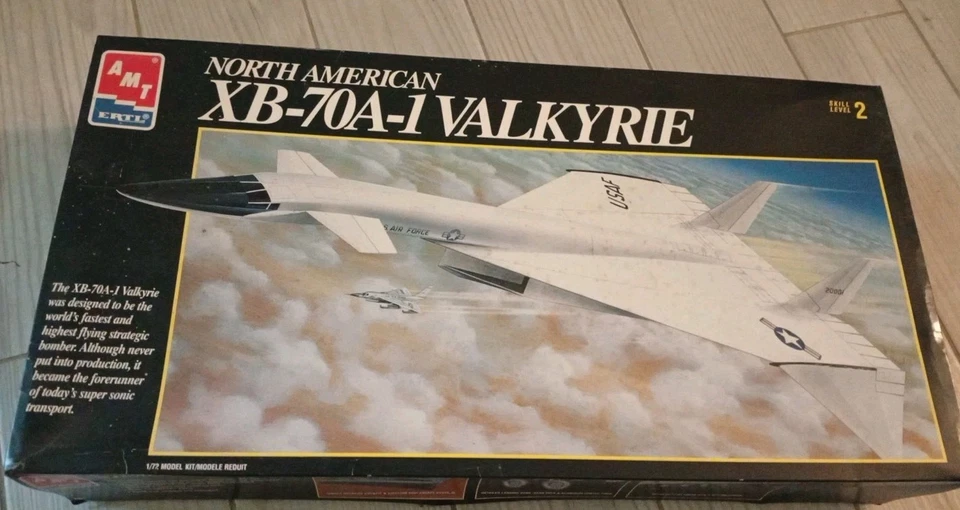 AMT
ERTL
NORTH AMERICAN
XB-70A-1 VALKYRIE
SKILL
LEVEL 2
USAF
AIR FORCE
20001
The XB-70A-1 Valkyrie
was designed to be the
world's fastest and
highest flying strategic
bomber. Although never
put into production, it
became the forerunner
of today's super sonic
transport.
1/72 MODEL KIT/MODELE REDUIT
ERTL